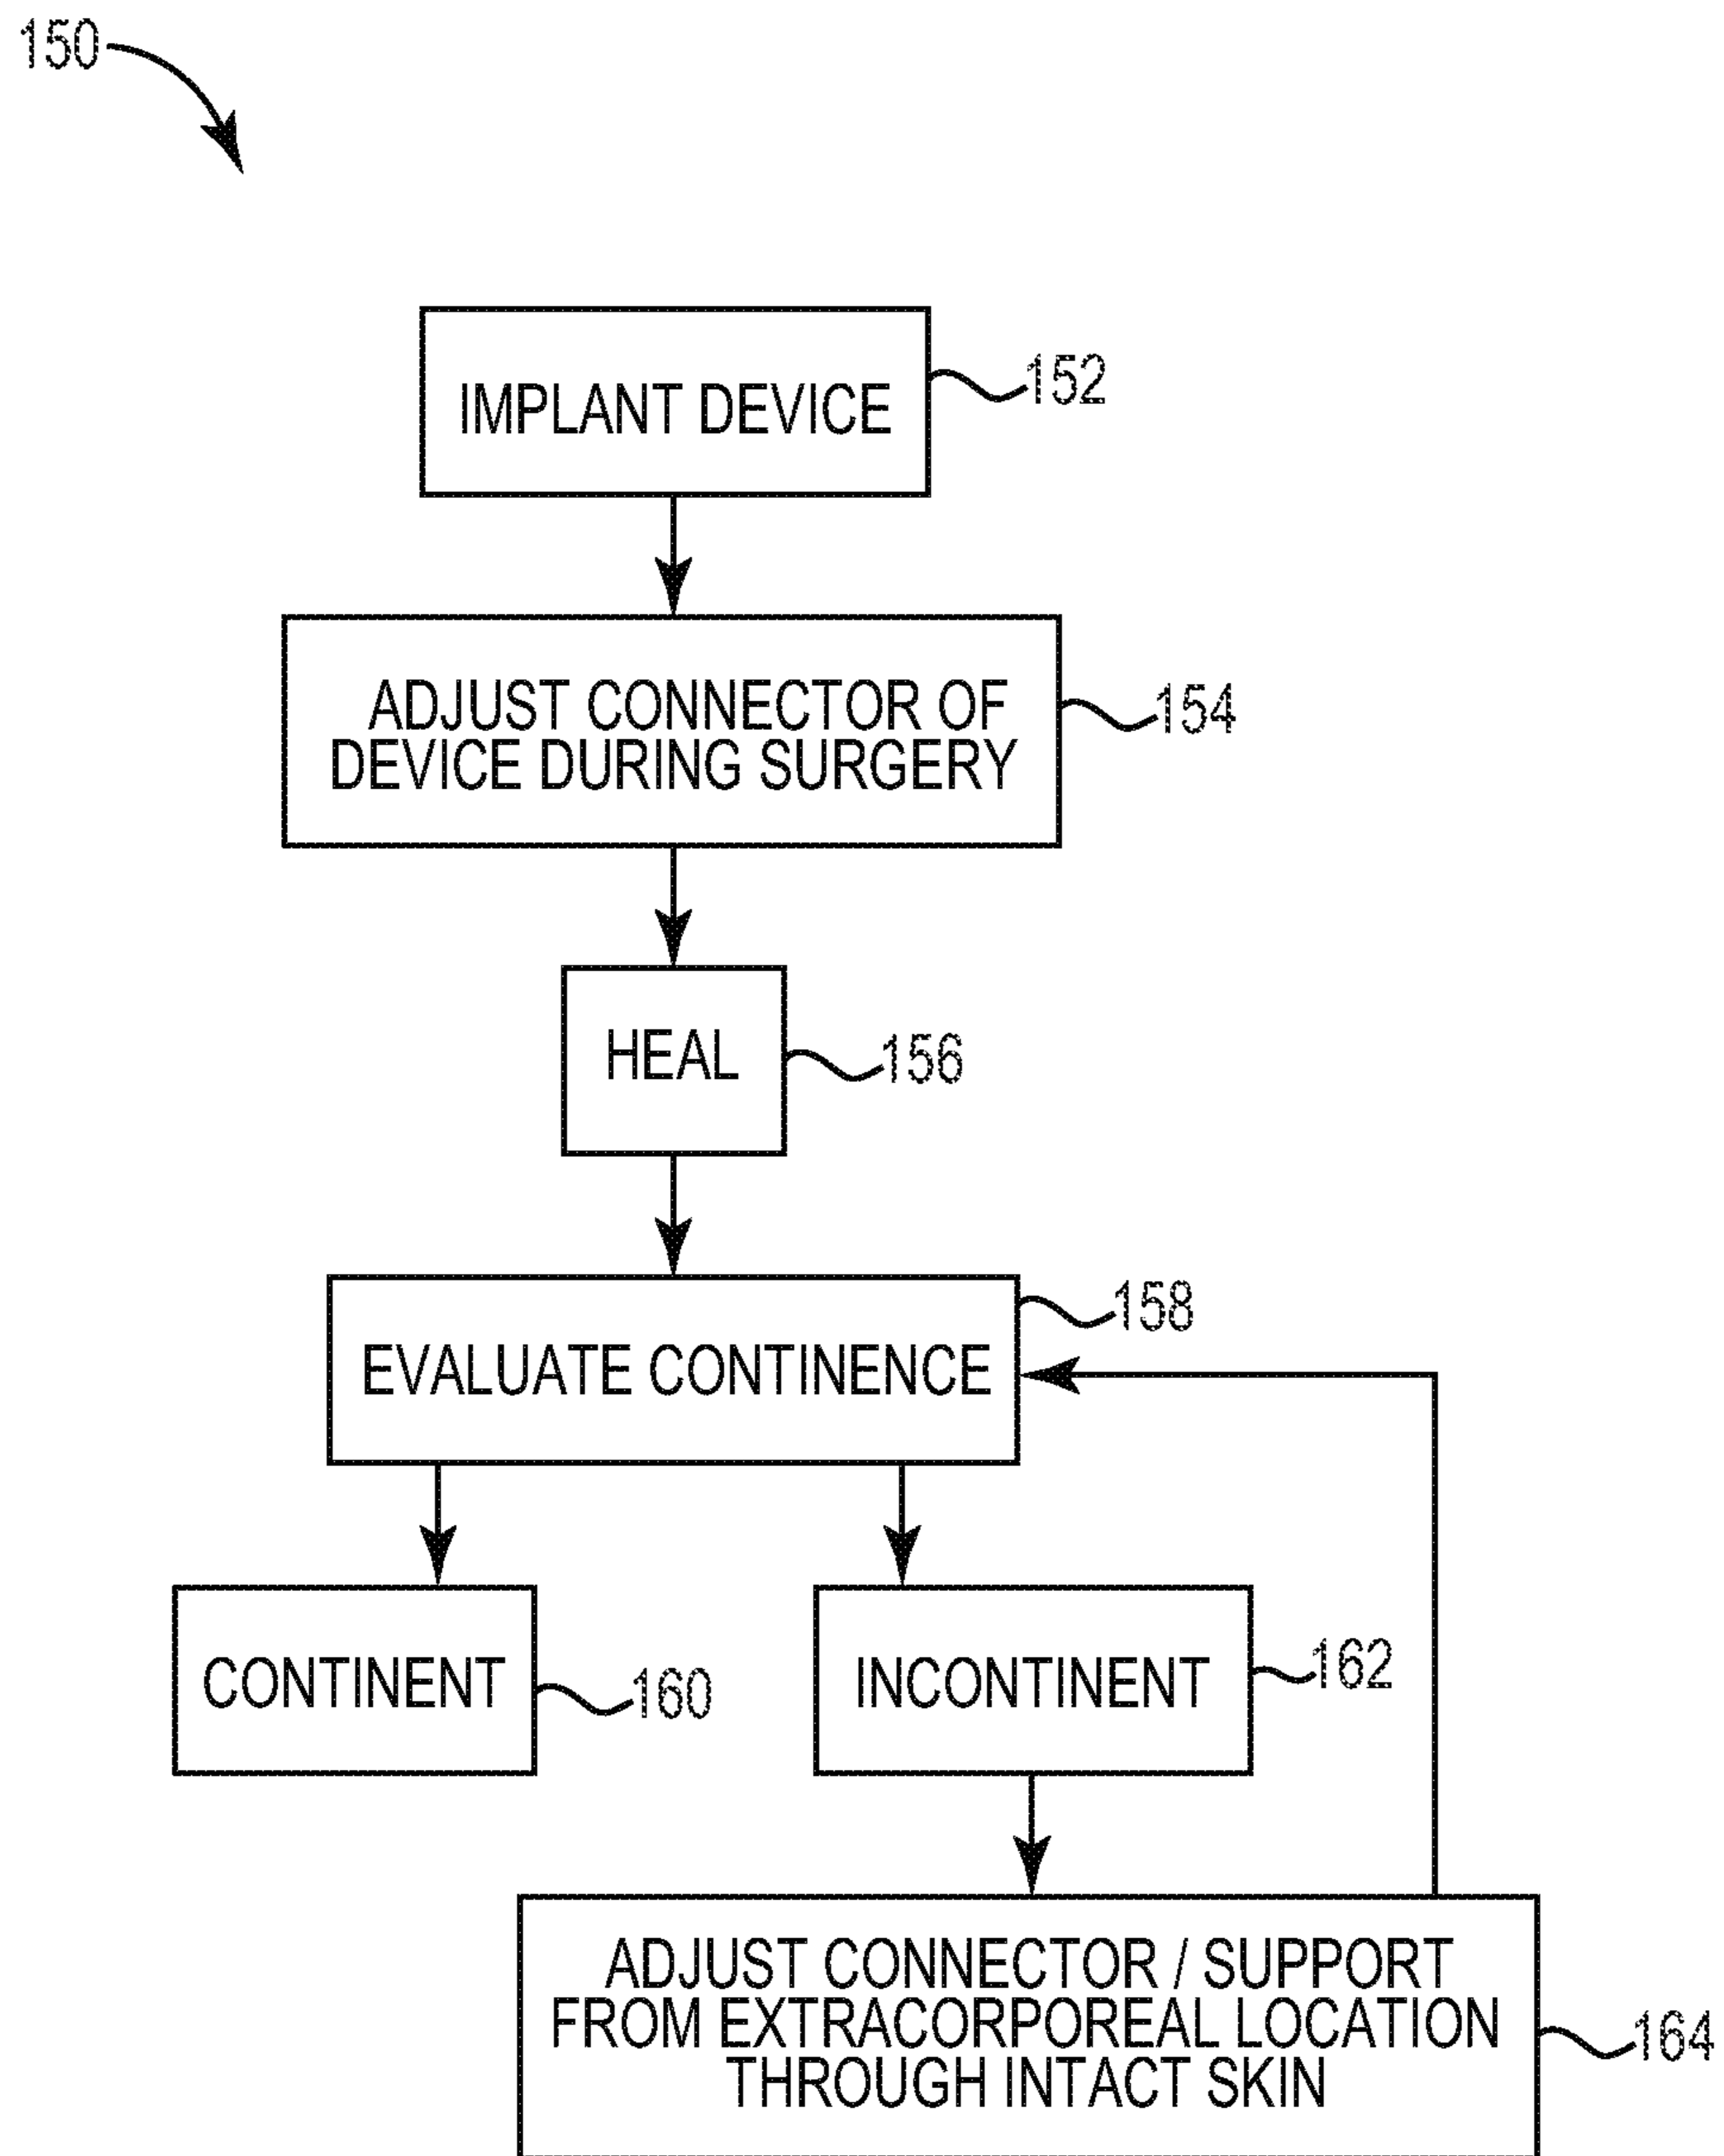 150
IMPLANT DEVICE
152
ADJUST CONNECTOR OF
DEVICE DURING SURGERY
154
HEAL
156
EVALUATE CONTINENCE
158
CONTINENT
160
INCONTINENT
162
ADJUST CONNECTOR / SUPPORT
FROM EXTRACORPOREAL LOCATION
THROUGH INTACT SKIN
164